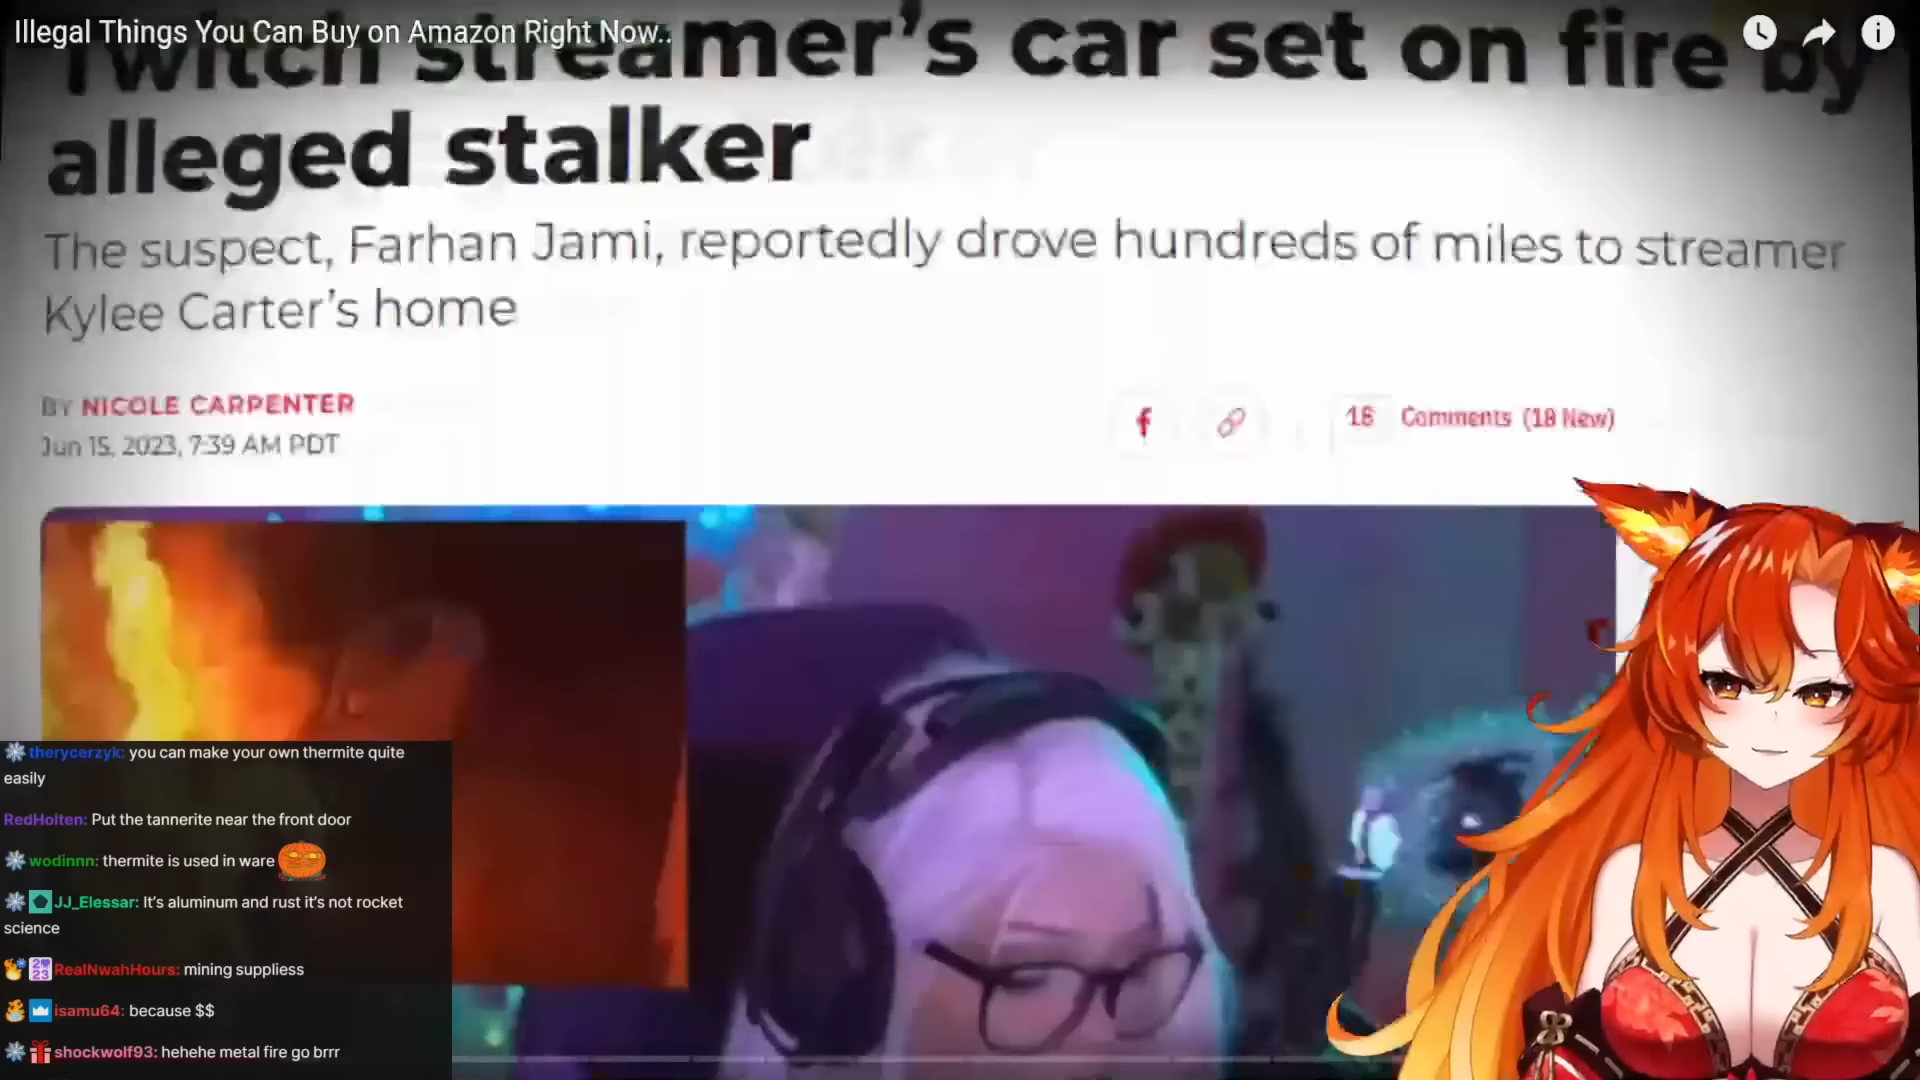 Illegal Things You Can Buy on Amazon Right Now..
Twitch streamer's car set on fire by
alleged stalker
The suspect, Farhan Jami, reportedly drove hundreds of miles to streamer
Kylee Carter's home
BY NICOLE CARPENTER
Jun 15, 2023, 7:39 AM PDT
18 Comments (18 New)
therycerzyk: you can make your own thermite quite
easily
RedHolten: Put the tannerite near the front door
wodinnn: thermite is used in ware
JJ_Elessar: It's aluminum and rust it's not rocket
science
RealNwahHours: mining suppliess
isamu64: because $$
shockwolf93: hehehe metal fire go brrr